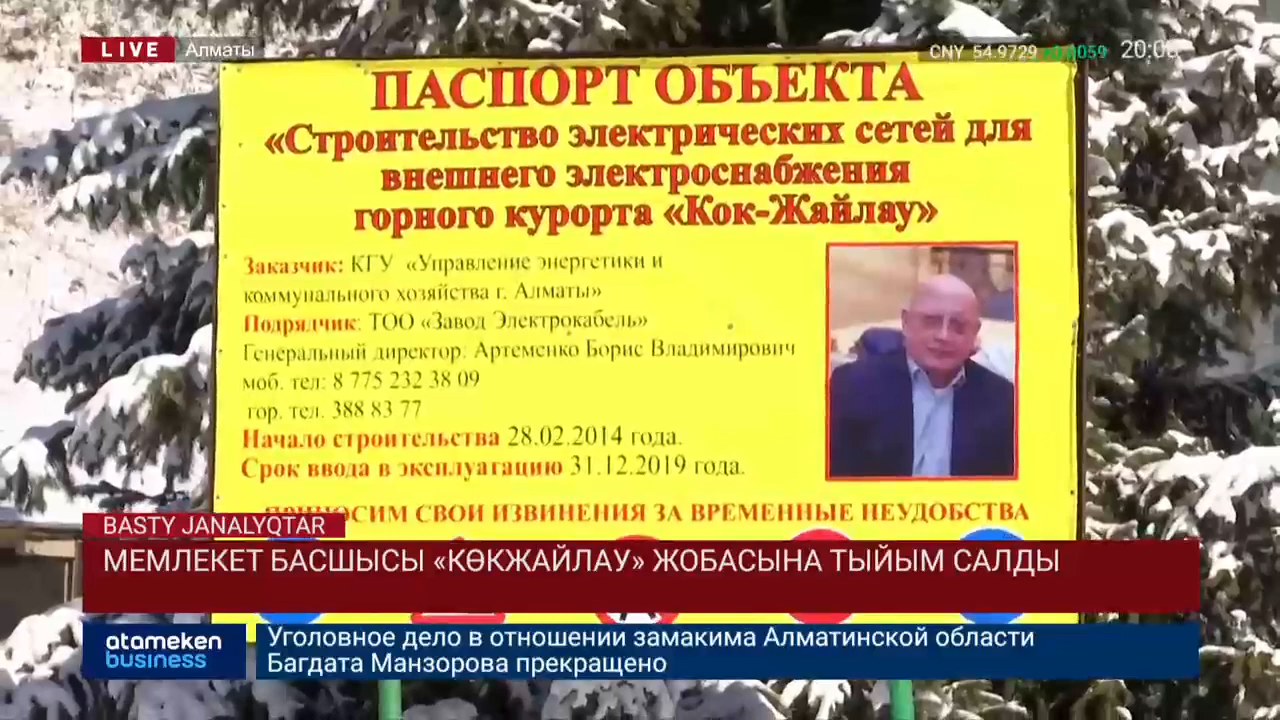 LIVE Алматы
CNY 54.9729 +0.0059
ПАСПОРТ ОБЪЕКТА
«Строительство электрических сетей для
внешнего электроснабжения
горного курорта «Кок-Жайлау»
Заказчик: КГУ «Управление энергетики и
коммунального хозяйства г. Алматы»
Подрядчик: ТОО «Завод Электрокабель»
Генеральный директор: Артеменко Борис Владимирович
моб. тел: 8 775 232 38 09
гор. тел. 388 83 77
Начало строительства 28.02.2014 года.
Срок ввода в эксплуатацию 31.12.2019 года.
ПРИНОСИМ СВОИ ИЗВИНЕНИЯ ЗА ВРЕМЕННЫЕ НЕУДОБСТВА
BASTY JANALYQTAR
МЕМЛЕКЕТ БАСШЫСЫ «КӨКЖАЙЛАУ» ЖОБАСЫНА ТЫЙЫМ САЛДЫ
atameken
business
Уголовное дело в отношении замакима Алматинской области
Багдата Манзорова прекращено